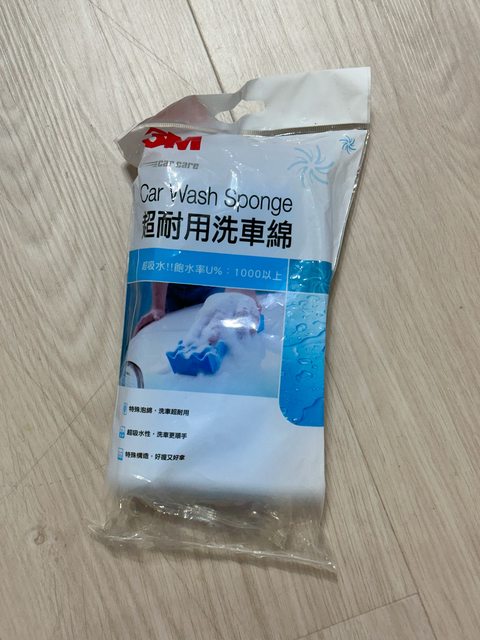 3M
car care
Car Wash Sponge
超耐用洗車綿
超吸水!!飽水率U%：1000以上
特殊泡綿，洗車超耐用
超吸水性，洗車更順手
特殊構造，好握又好拿